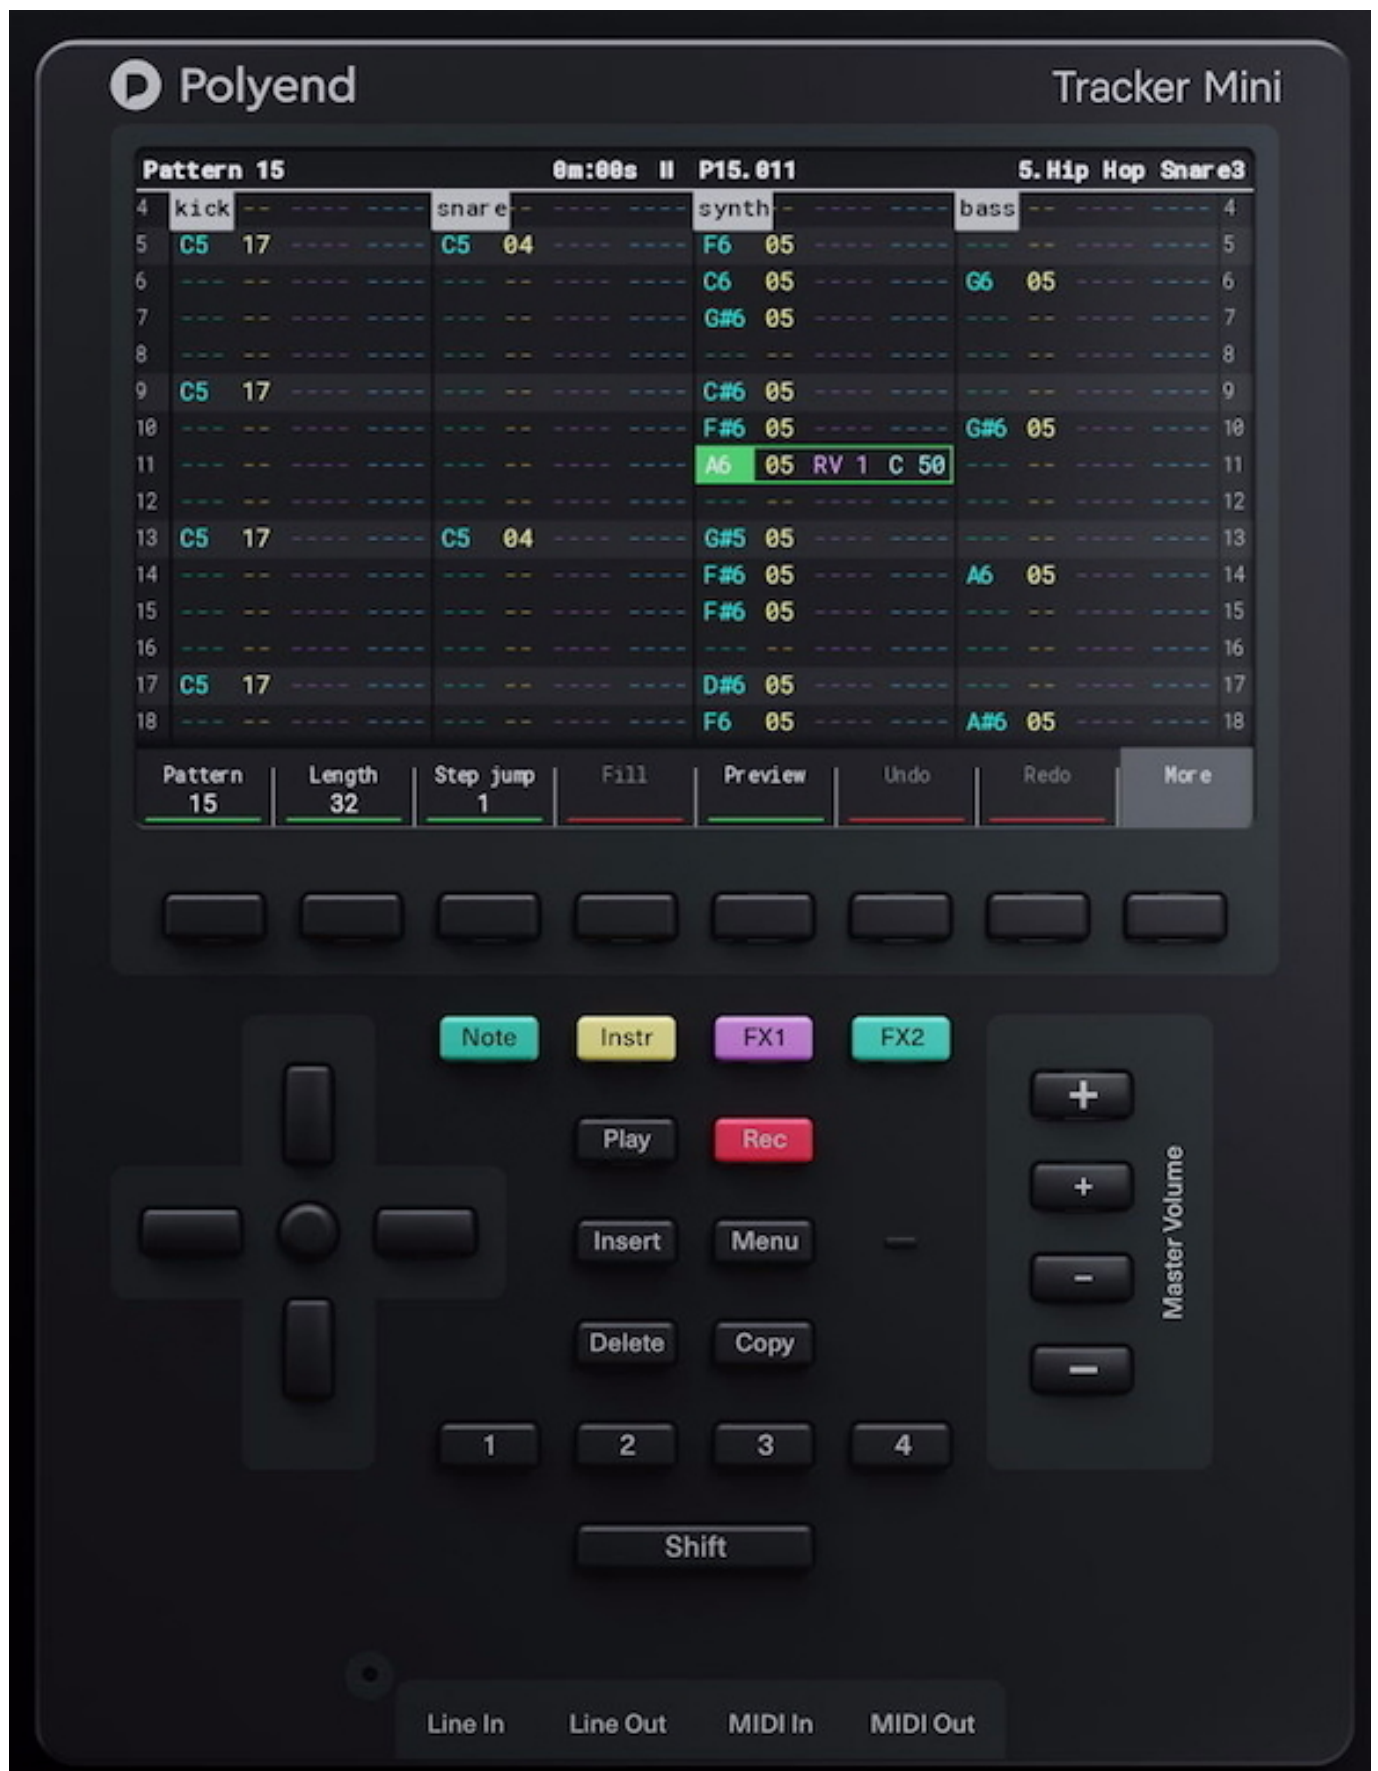 Polyend Tracker Mini
Pattern 15 0m:00s P15.011 5.Hip Hop Snare3
4 kick -- ---- ---- snare -- ---- ---- synth -- ---- ---- bass -- ---- ---- 4
5 C5 17 ---- ---- C5 04 ---- ---- F6 05 ---- ---- --- -- ---- ---- 5
6 --- -- ---- ---- --- -- ---- ---- C6 05 ---- ---- G6 05 ---- ---- 6
7 --- -- ---- ---- --- -- ---- ---- G#6 05 ---- ---- --- -- ---- ---- 7
8 --- -- ---- ---- --- -- ---- ---- --- -- ---- ---- --- -- ---- ---- 8
9 C5 17 ---- ---- --- -- ---- ---- C#6 05 ---- ---- --- -- ---- ---- 9
10 --- -- ---- ---- --- -- ---- ---- F#6 05 ---- ---- G#6 05 ---- ---- 10
11 --- -- ---- ---- --- -- ---- ---- A6 05 RV 1 C 50 --- -- ---- ---- 11
12 --- -- ---- ---- --- -- ---- ---- --- -- ---- ---- --- -- ---- ---- 12
13 C5 17 ---- ---- C5 04 ---- ---- G#5 05 ---- ---- --- -- ---- ---- 13
14 --- -- ---- ---- --- -- ---- ---- F#6 05 ---- ---- A6 05 ---- ---- 14
15 --- -- ---- ---- --- -- ---- ---- F#6 05 ---- ---- --- -- ---- ---- 15
16 --- -- ---- ---- --- -- ---- ---- --- -- ---- ---- --- -- ---- ---- 16
17 C5 17 ---- ---- --- -- ---- ---- D#6 05 ---- ---- --- -- ---- ---- 17
18 --- -- ---- ---- --- -- ---- ---- F6 05 ---- ---- A#6 05 ---- ---- 18
Pattern Length Step jump Fill Preview Undo Redo More
15 32 1
Note Instr FX1 FX2
+
Play Rec
+
Insert Menu
Master Volume
-
Delete Copy
-
1 2 3 4
Shift
Line In Line Out MIDI In MIDI Out